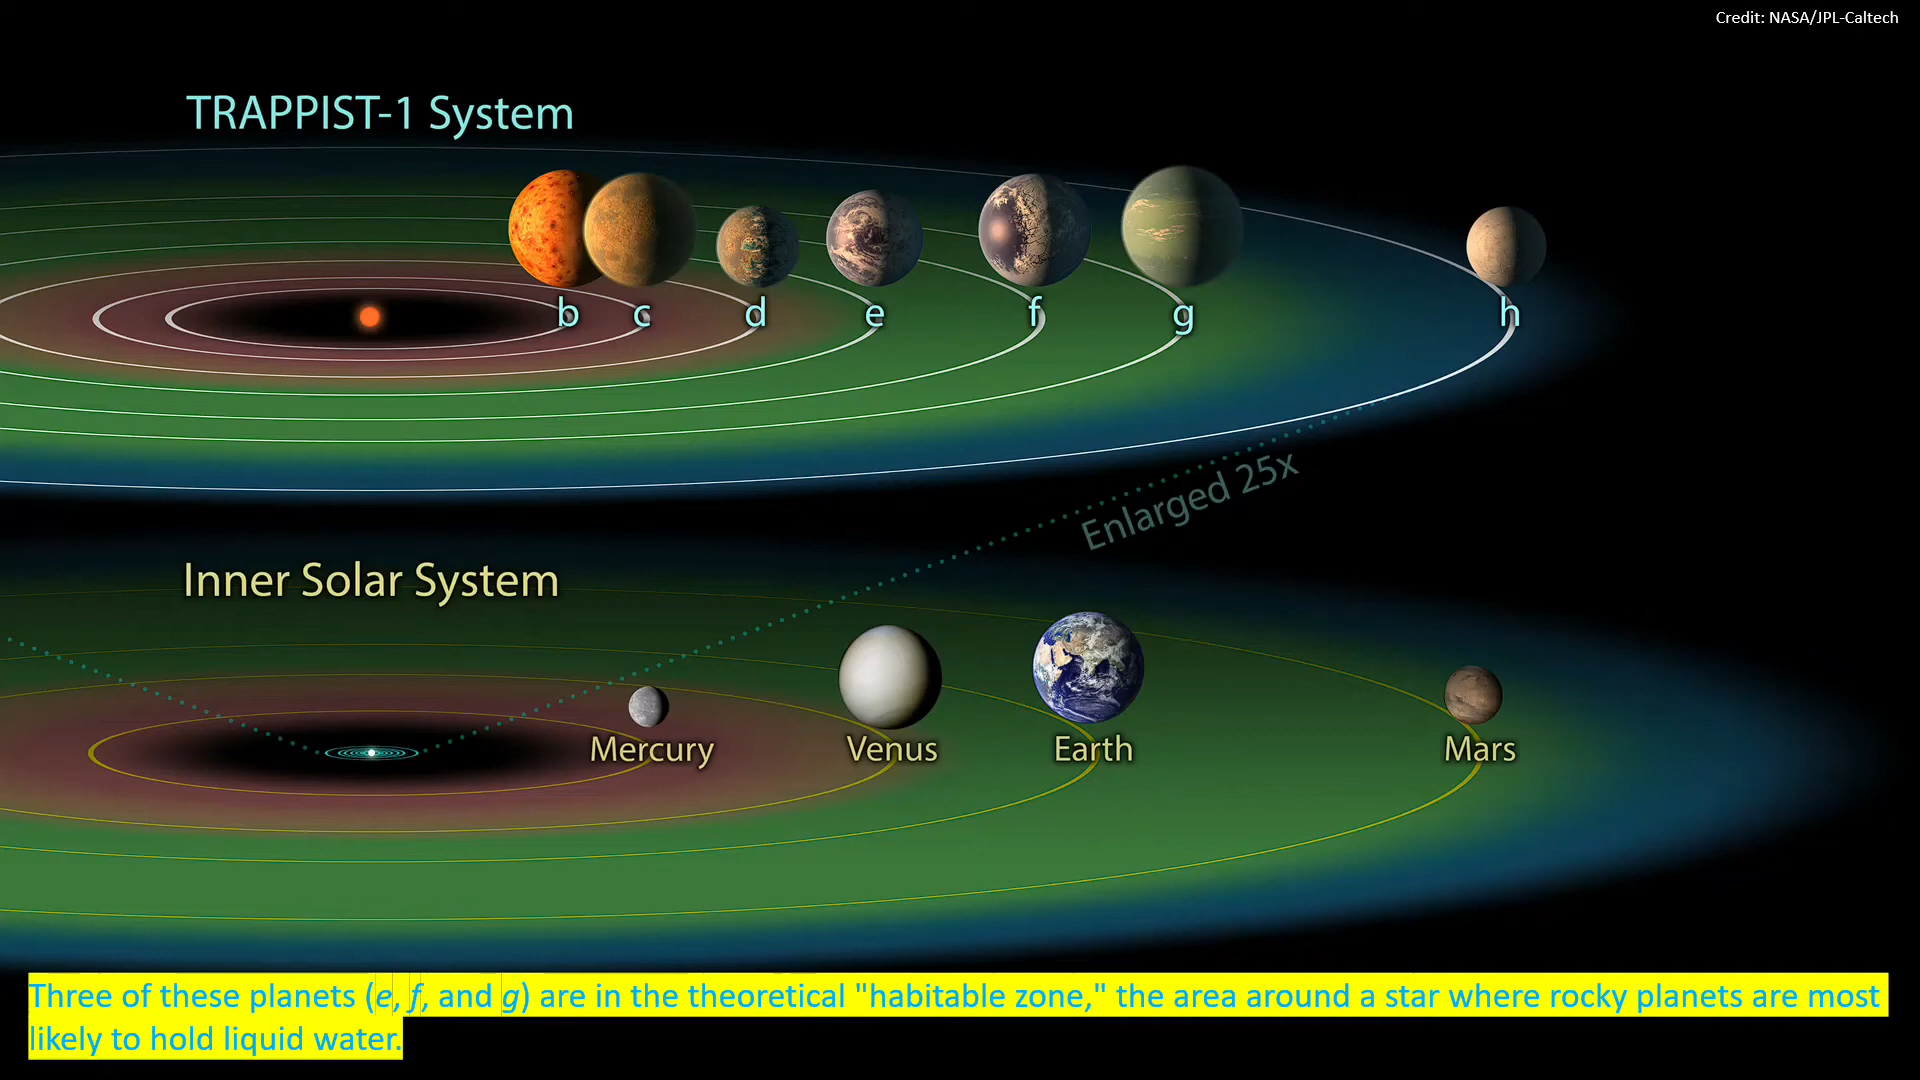 Credit: NASA/JPL-Caltech
TRAPPIST-1 System
b c d e f g h
Enlarged 25x
Inner Solar System
Mercury Venus Earth Mars
Three of these planets (e, f, and g) are in the theoretical "habitable zone," the area around a star where rocky planets are most
likely to hold liquid water.